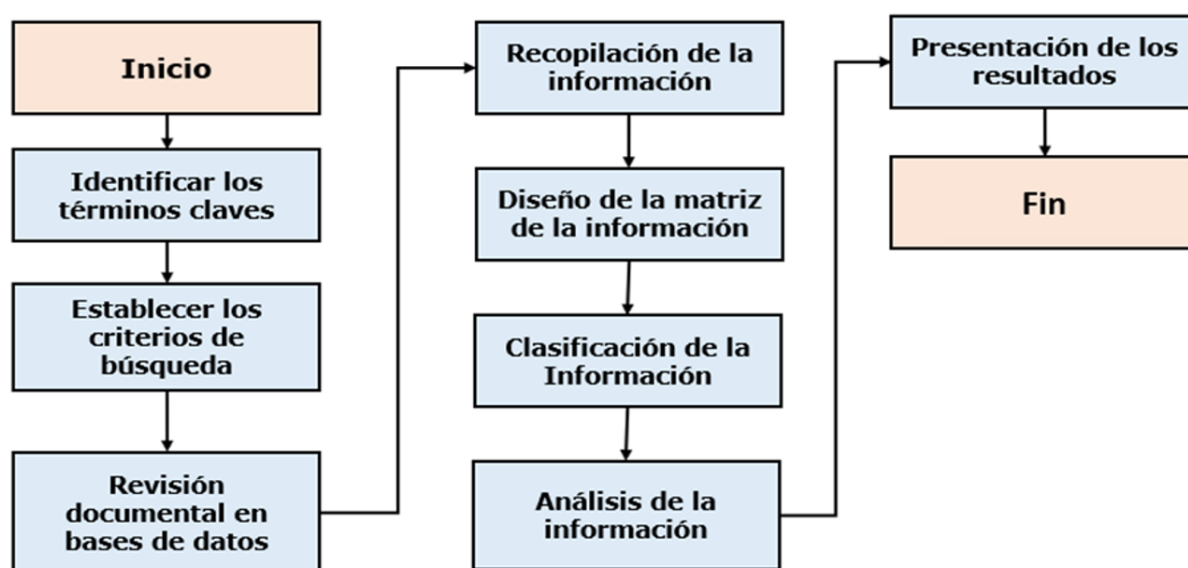 Inicio
Identificar los
términos claves
Establecer los
criterios de
búsqueda
Revisión
documental en
bases de datos
Recopilación de la
información
Diseño de la matriz
de la información
Clasificación de la
Información
Análisis de la
información
Presentación de los
resultados
Fin